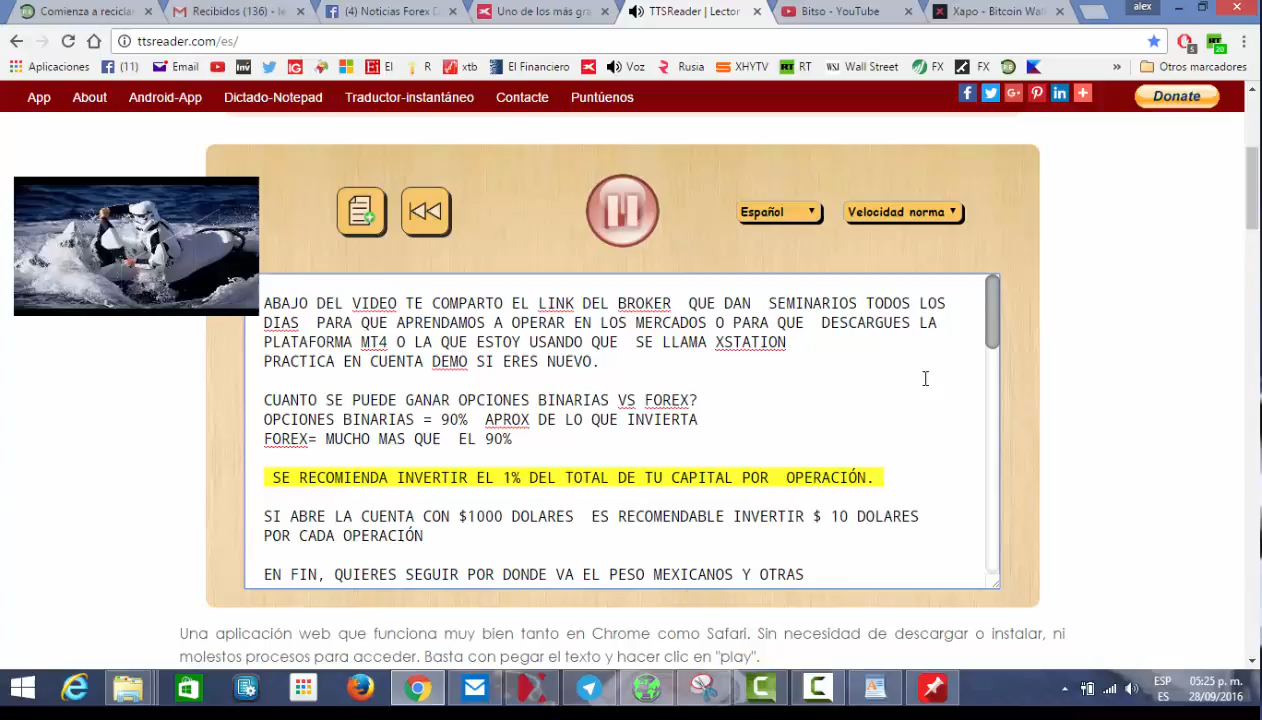 Comienza a recicla
Recibidos (136) - le
(4) Noticias Forex D
Uno de los más gra
TTSReader | Lector
Bitso - YouTube
Xapo - Bitcoin Wal
alex
ttsreader.com/es/
Aplicaciones
(11)
Email
El
R
xtb
El Financiero
Voz
Rusia
XHYTV
RT
Wall Street
FX
FX
»
Otros marcadores
App
About
Android-App
Dictado-Notepad
Traductor-instantáneo
Contacte
Puntúenos
Donate
Español
Velocidad norma
ABAJO DEL VIDEO TE COMPARTO EL LINK DEL BROKER  QUE DAN  SEMINARIOS TODOS LOS
DIAS  PARA QUE APRENDAMOS A OPERAR EN LOS MERCADOS O PARA QUE  DESCARGUES LA
PLATAFORMA MT4 O LA QUE ESTOY USANDO QUE  SE LLAMA XSTATION
PRACTICA EN CUENTA DEMO SI ERES NUEVO.
CUANTO SE PUEDE GANAR OPCIONES BINARIAS VS FOREX?
OPCIONES BINARIAS = 90%  APROX DE LO QUE INVIERTA
FOREX= MUCHO MAS QUE  EL 90%
SE RECOMIENDA INVERTIR EL 1% DEL TOTAL DE TU CAPITAL POR  OPERACIÓN.
SI ABRE LA CUENTA CON $1000 DOLARES  ES RECOMENDABLE INVERTIR $ 10 DOLARES
POR CADA OPERACIÓN
EN FIN, QUIERES SEGUIR POR DONDE VA EL PESO MEXICANOS Y OTRAS
Una aplicación web que funciona muy bien tanto en Chrome como Safari. Sin necesidad de descargar o instalar, ni
molestos procesos para acceder. Basta con pegar el texto y hacer clic en "play".
ESP
ES
05:25 p. m.
28/09/2016